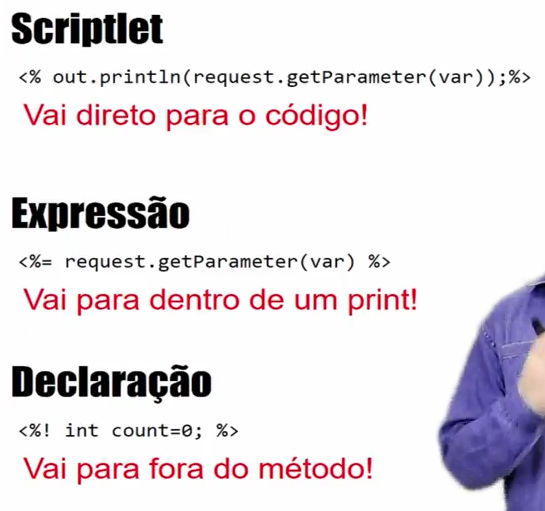 Scriptlet
<% out.println(request.getParameter(var));%>
Vai direto para o código!
Expressão
<%= request.getParameter(var) %>
Vai para dentro de um print!
Declaração
<%! int count=0; %>
Vai para fora do método!